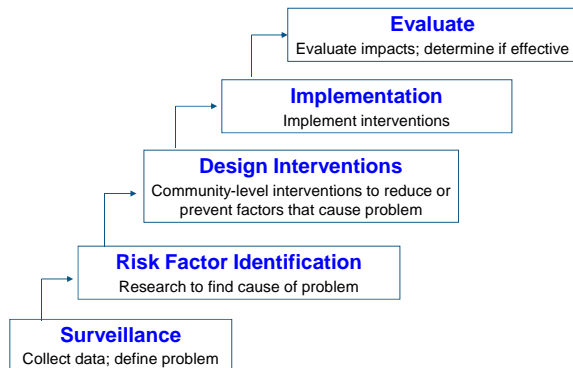 Evaluate
Evaluate impacts; determine if effective
Implementation
Implement interventions
Design Interventions
Community-level interventions to reduce or
prevent factors that cause problem
Risk Factor Identification
Research to find cause of problem
Surveillance
Collect data; define problem